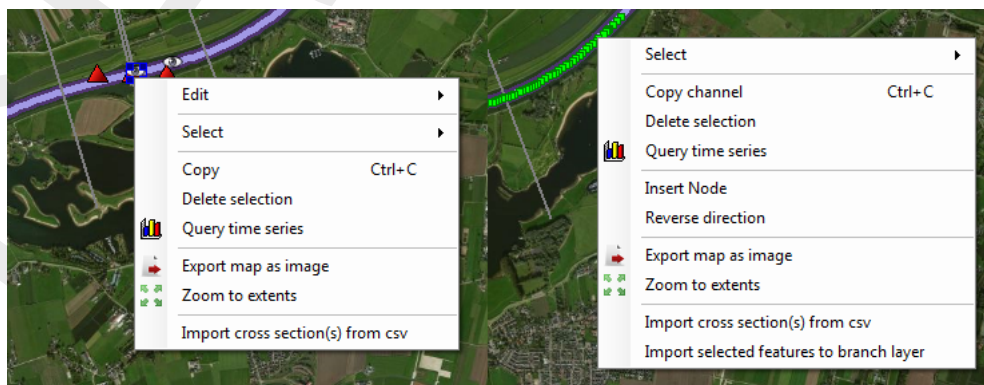 Edit
Select
Copy Ctrl+C
Delete selection
Query time series
Export map as image
Zoom to extents
Import cross section(s) from csv
Select
Copy channel Ctrl+C
Delete selection
Query time series
Insert Node
Reverse direction
Export map as image
Zoom to extents
Import cross section(s) from csv
Import selected features to branch layer